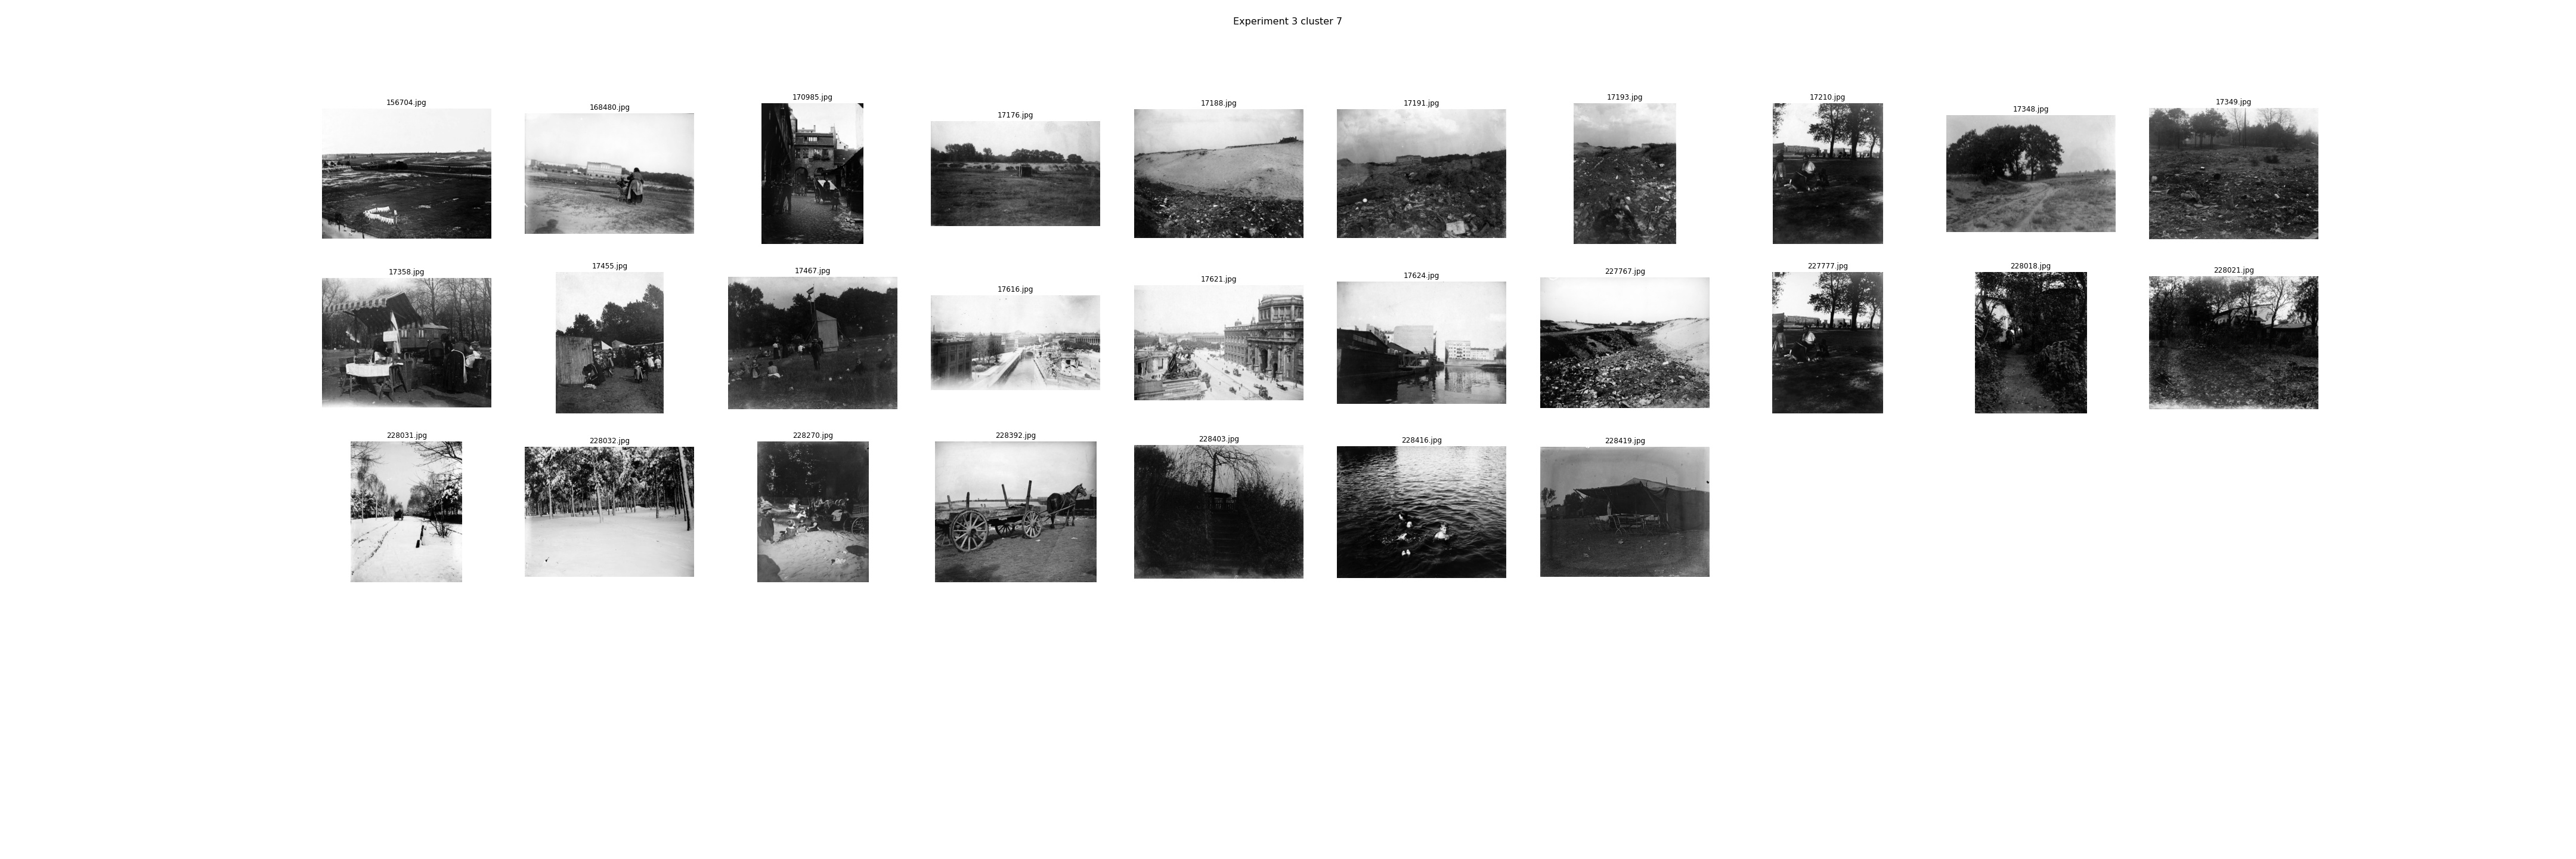 Experiment 3 cluster 7
156704.jpg
168480.jpg
170985.jpg
17176.jpg
17188.jpg
17191.jpg
17193.jpg
17210.jpg
17348.jpg
17349.jpg
17358.jpg
17455.jpg
17467.jpg
17616.jpg
17621.jpg
17624.jpg
227767.jpg
227777.jpg
228018.jpg
228021.jpg
228031.jpg
228032.jpg
228270.jpg
228392.jpg
228403.jpg
228416.jpg
228419.jpg